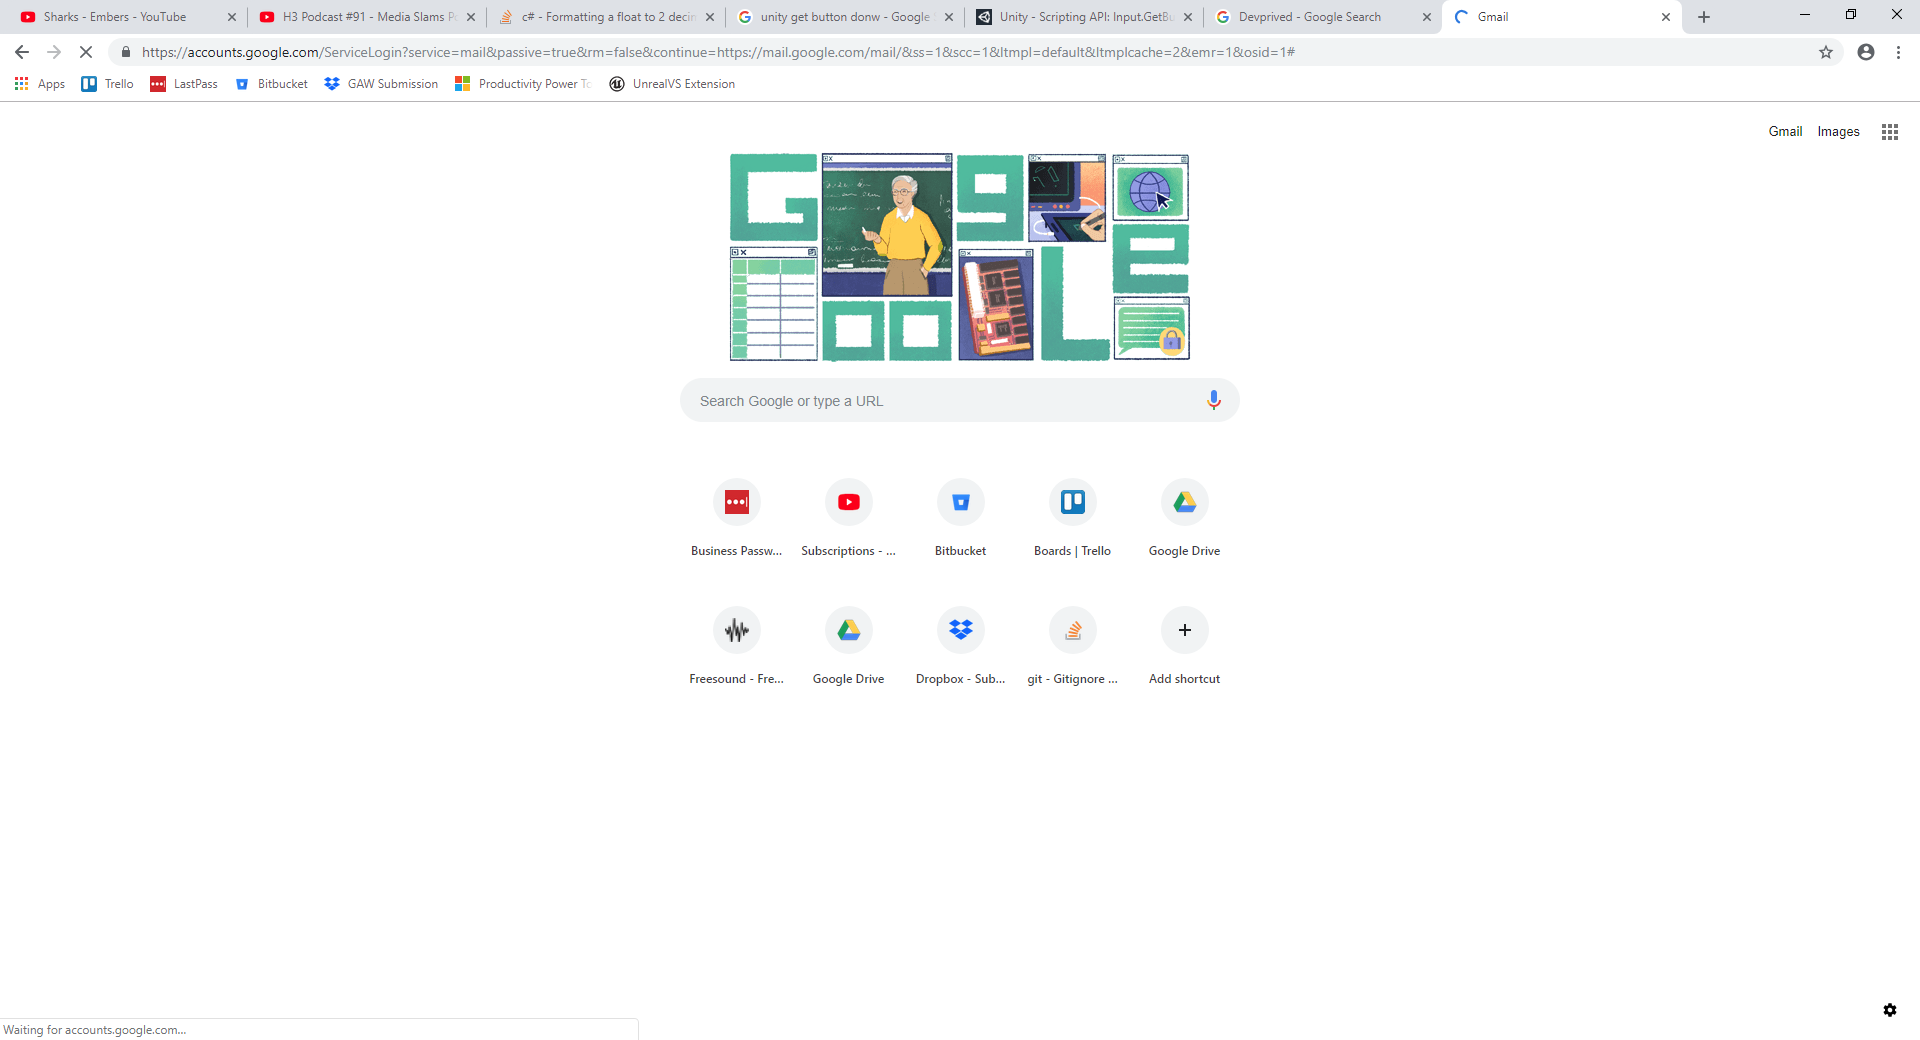 Sharks - Embers - YouTube
H3 Podcast #91 - Media Slams P
c# - Formatting a float to 2 decin
unity get button donw - Google
Unity - Scripting API: Input.GetBu
Devprived - Google Search
Gmail
https://accounts.google.com/ServiceLogin?service=mail&passive=true&rm=false&continue=https://mail.google.com/mail/&ss=1&scc=1&ltmpl=default&ltmplcache=2&emr=1&osid=1#
Apps Trello LastPass Bitbucket GAW Submission Productivity Power To UnrealVS Extension
Gmail Images
Search Google or type a URL
Business Passw... Subscriptions - ... Bitbucket Boards | Trello Google Drive
Freesound - Fre... Google Drive Dropbox - Sub... git - Gitignore ... Add shortcut
Waiting for accounts.google.com...